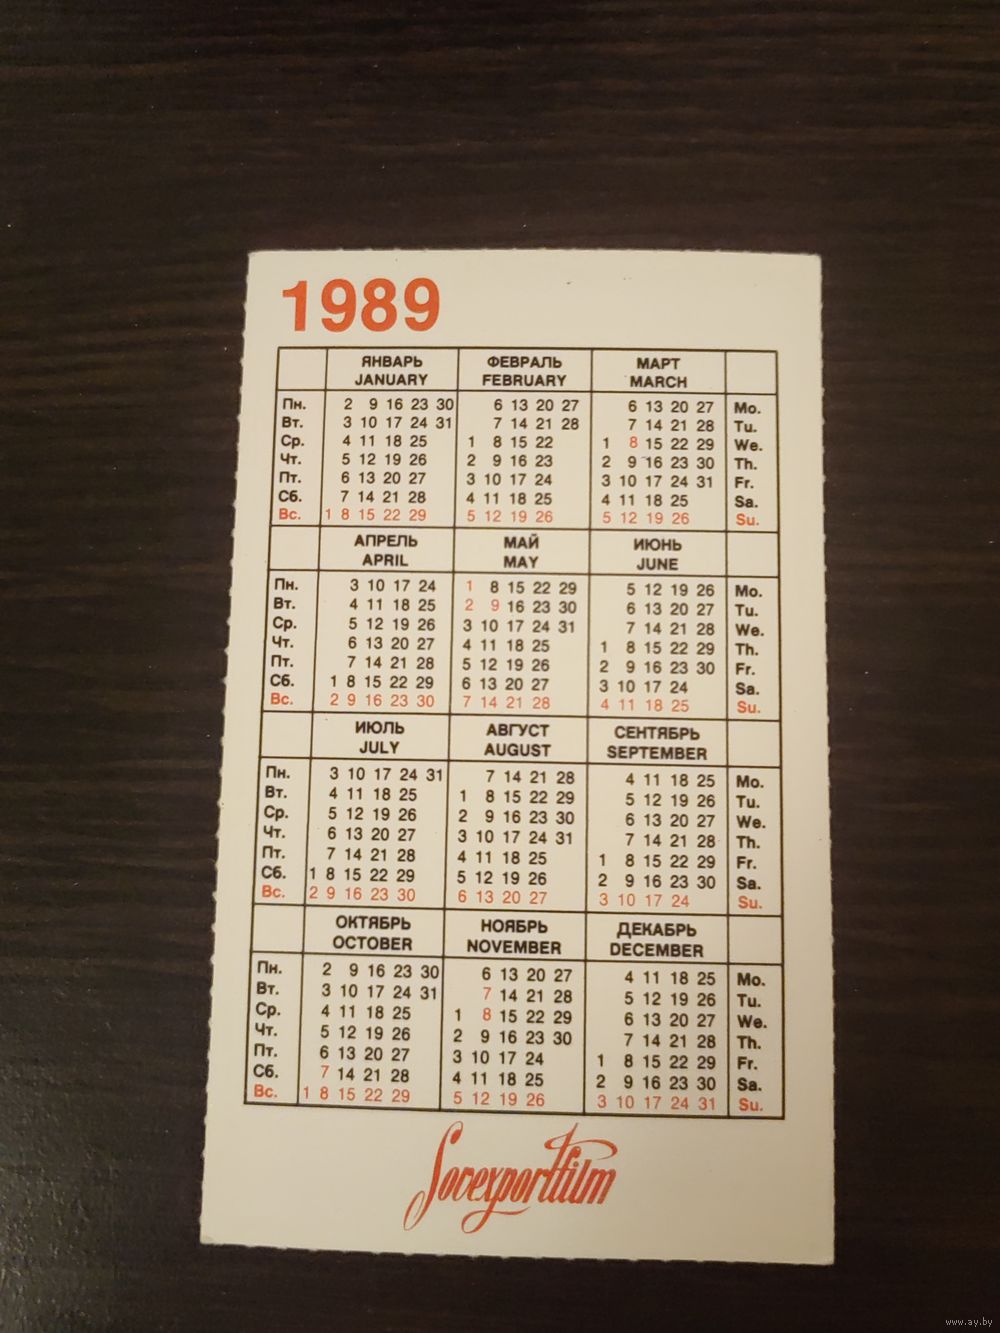 1989
ЯНВАРЬ ФЕВРАЛЬ МАРТ
JANUARY FEBRUARY MARCH
Пн. 2 9 16 23 30 6 13 20 27 6 13 20 27 Mo.
Вт. 3 10 17 24 31 7 14 21 28 7 14 21 28 Tu.
Ср. 4 11 18 25 1 8 15 22 1 8 15 22 29 We.
Чт. 5 12 19 26 2 9 16 23 2 9 16 23 30 Th.
Пт. 6 13 20 27 3 10 17 24 3 10 17 24 31 Fr.
Сб. 7 14 21 28 4 11 18 25 4 11 18 25 Sa.
Вс. 1 8 15 22 29 5 12 19 26 5 12 19 26 Su.
АПРЕЛЬ МАЙ ИЮНЬ
APRIL MAY JUNE
Пн. 3 10 17 24 1 8 15 22 29 5 12 19 26 Mo.
Вт. 4 11 18 25 2 9 16 23 30 6 13 20 27 Tu.
Ср. 5 12 19 26 3 10 17 24 31 7 14 21 28 We.
Чт. 6 13 20 27 4 11 18 25 1 8 15 22 29 Th.
Пт. 7 14 21 28 5 12 19 26 2 9 16 23 30 Fr.
Сб. 1 8 15 22 29 6 13 20 27 3 10 17 24 Sa.
Вс. 2 9 16 23 30 7 14 21 28 4 11 18 25 Su.
ИЮЛЬ АВГУСТ СЕНТЯБРЬ
JULY AUGUST SEPTEMBER
Пн. 3 10 17 24 31 7 14 21 28 4 11 18 25 Mo.
Вт. 4 11 18 25 1 8 15 22 29 5 12 19 26 Tu.
Ср. 5 12 19 26 2 9 16 23 30 6 13 20 27 We.
Чт. 6 13 20 27 3 10 17 24 31 7 14 21 28 Th.
Пт. 7 14 21 28 4 11 18 25 1 8 15 22 29 Fr.
Сб. 1 8 15 22 29 5 12 19 26 2 9 16 23 30 Sa.
Вс. 2 9 16 23 30 6 13 20 27 3 10 17 24 Su.
ОКТЯБРЬ НОЯБРЬ ДЕКАБРЬ
OCTOBER NOVEMBER DECEMBER
Пн. 2 9 16 23 30 6 13 20 27 4 11 18 25 Mo.
Вт. 3 10 17 24 31 7 14 21 28 5 12 19 26 Tu.
Ср. 4 11 18 25 1 8 15 22 29 6 13 20 27 We.
Чт. 5 12 19 26 2 9 16 23 30 7 14 21 28 Th.
Пт. 6 13 20 27 3 10 17 24 1 8 15 22 29 Fr.
Сб. 7 14 21 28 4 11 18 25 2 9 16 23 30 Sa.
Вс. 1 8 15 22 29 5 12 19 26 3 10 17 24 31 Su.
Sovexportfilm
www.ay.by